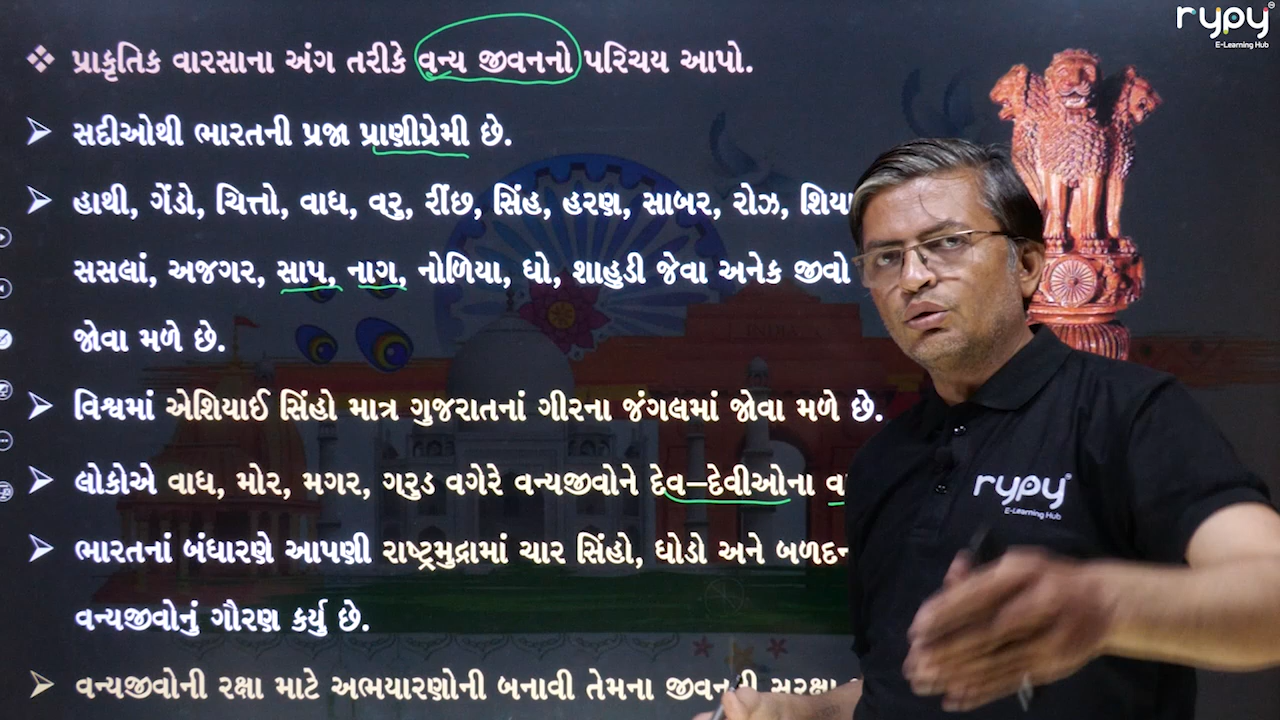 rypy
E-Learning Hub
❖ પ્રાકૃતિક વારસાના અંગ તરીકે વન્ય જીવનનો પરિચય આપો.
➢ સદીઓથી ભારતની પ્રજા પ્રાણીપ્રેમી છે.
➢ હાથી, ગેંડો, ચિત્તો, વાઘ, વરુ, રીંછ, સિંહ, હરણ, સાબર, રોઝ,
સસલાં, અજગર, સાપ, નાગ, નોળિયા, ઘો, શાહુડી જેવા અનેક જીવો
જોવા મળે છે.
➢ વિશ્વમાં એશિયાઈ સિંહો માત્ર ગુજરાતનાં ગીરના જંગલમાં જોવા મળે છે.
➢ લોકોએ વાઘ, મોર, મગર, ગરુડ વગેરે વન્યજીવોને દેવ–દેવીઓના
➢ ભારતનાં બંધારણે આપણી રાષ્ટ્રમુદ્રામાં ચાર સિંહો, ઘોડો અને
વન્યજીવોનું ગૌરણ કર્યુ છે.
➢ વન્યજીવોની રક્ષા માટે અભયારણોની બનાવી તેમના
rypy
E-Learning Hub